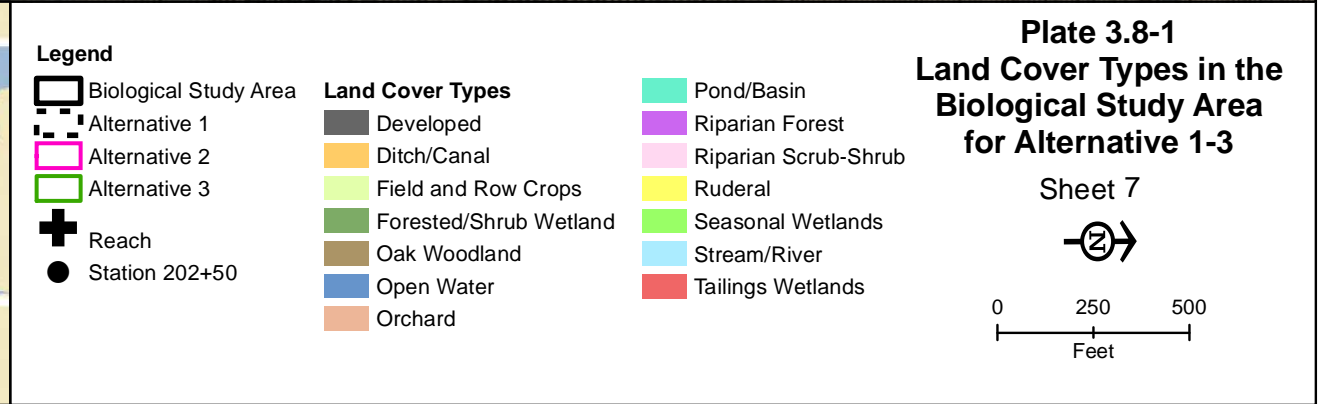 Legend
Biological Study Area
Alternative 1
Alternative 2
Alternative 3
Reach
Station 202+50
Land Cover Types
Developed
Ditch/Canal
Field and Row Crops
Forested/Shrub Wetland
Oak Woodland
Open Water
Orchard
Pond/Basin
Riparian Forest
Riparian Scrub-Shrub
Ruderal
Seasonal Wetlands
Stream/River
Tailings Wetlands
Plate 3.8-1
Land Cover Types in the
Biological Study Area
for Alternative 1-3
Sheet 7
N
0 250 500
Feet